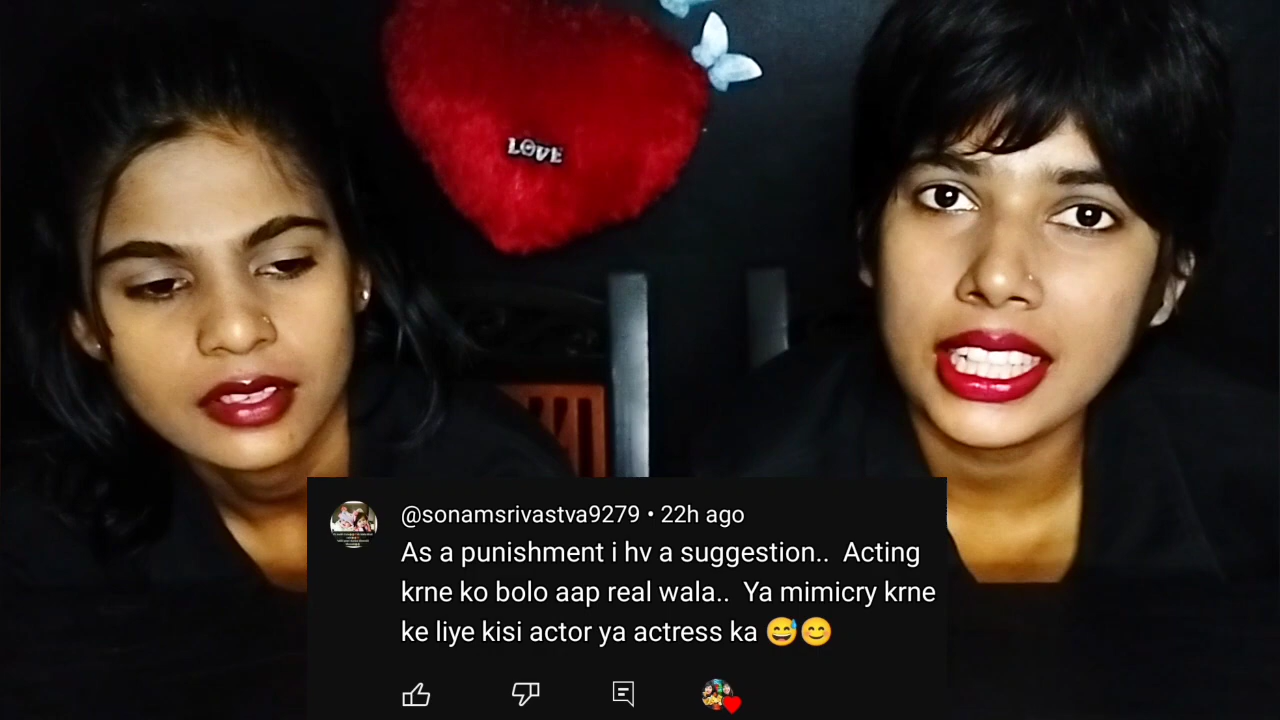 LOVE
@sonamsrivastva9279 • 22h ago
As a punishment i hv a suggestion.. Acting
krne ko bolo aap real wala.. Ya mimicry krne
ke liye kisi actor ya actress ka 😅😊